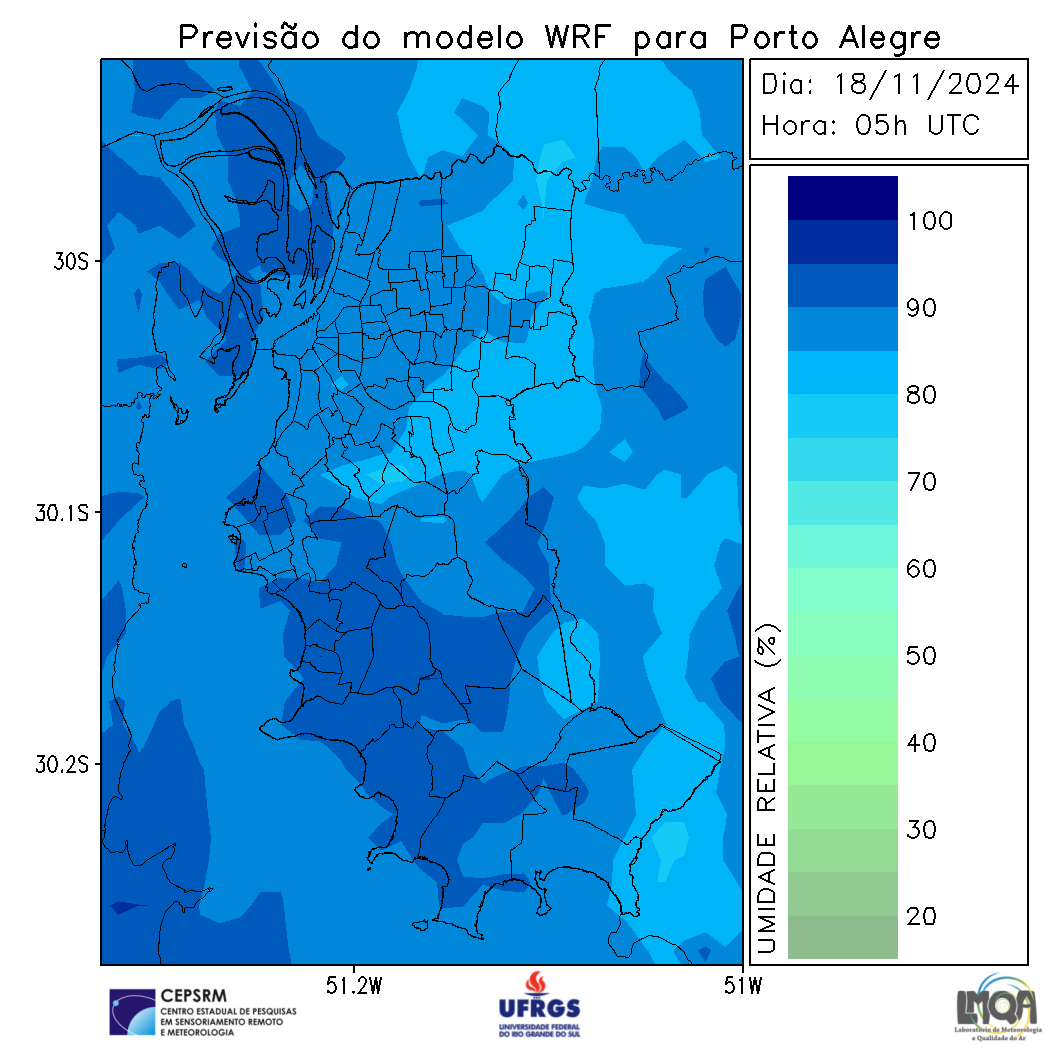 Previsão do modelo WRF para Porto Alegre
Dia: 18/11/2024
Hora: 05h UTC
30S
30.1S
30.2S
51.2W
51W
100
90
80
70
60
50
40
30
20
UMIDADE RELATIVA (%)
CEPSRM
CENTRO ESTADUAL DE PESQUISAS
EM SENSORIAMENTO REMOTO
E METEOROLOGIA
UFRGS
UNIVERSIDADE FEDERAL
DO RIO GRANDE DO SUL
LMQA
Laboratório de Meteorologia
e Qualidade do Ar